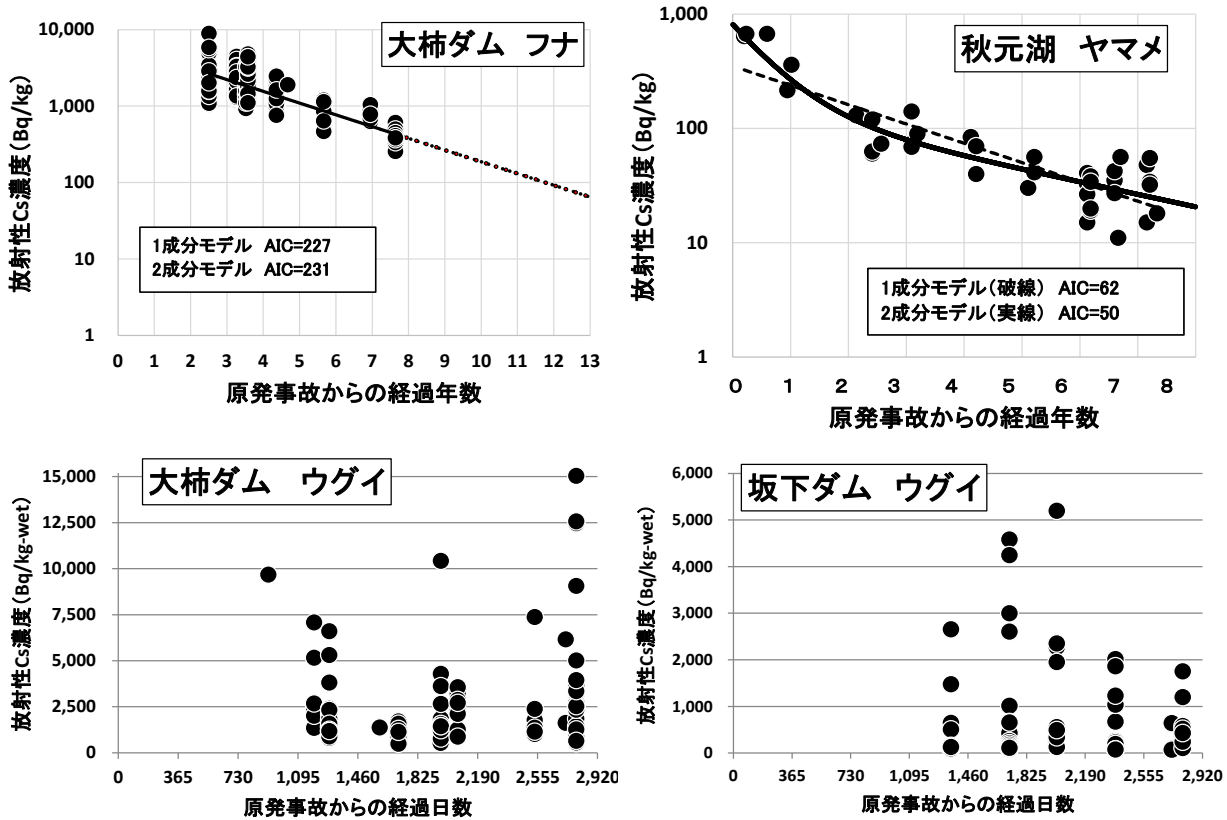 大柿ダム　フナ
放射性Cs濃度(Bq/kg)
10,000
1,000
100
10
1
1成分モデル AIC=227
2成分モデル AIC=231
0 1 2 3 4 5 6 7 8 9 10 11 12 13
原発事故からの経過年数
秋元湖　ヤマメ
放射性Cs濃度(Bq/kg)
1,000
100
10
1
1成分モデル(破線) AIC=62
2成分モデル(実線) AIC=50
0 1 2 3 4 5 6 7 8
原発事故からの経過年数
大柿ダム　ウグイ
放射性Cs濃度(Bq/kg-wet)
15,000
12,500
10,000
7,500
5,000
2,500
0
0 365 730 1,095 1,460 1,825 2,190 2,555 2,920
原発事故からの経過日数
坂下ダム　ウグイ
放射性Cs濃度(Bq/kg-wet)
6,000
5,000
4,000
3,000
2,000
1,000
0
0 365 730 1,095 1,460 1,825 2,190 2,555 2,920
原発事故からの経過日数